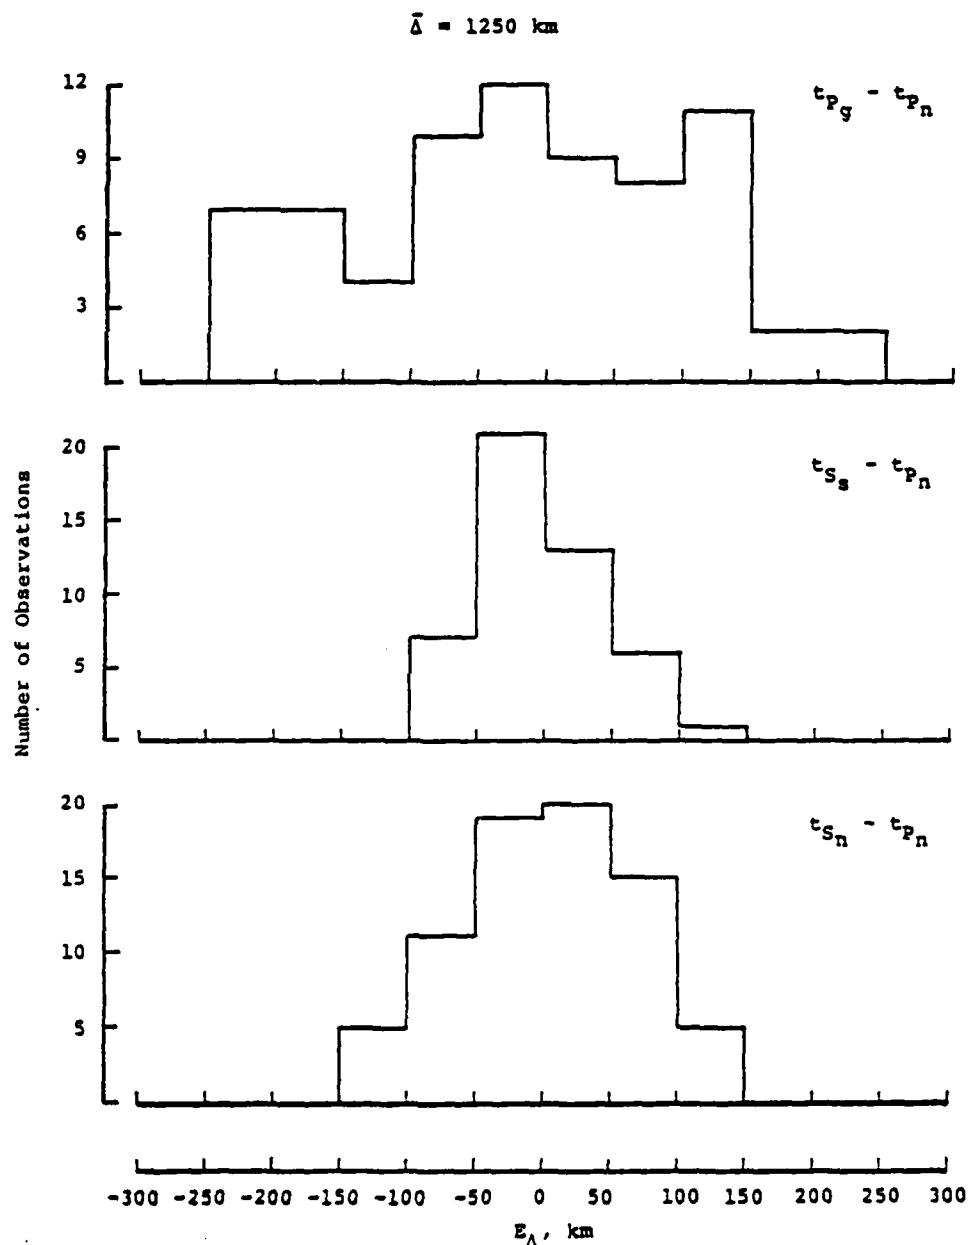 Δ̄ = 1250 km
12
9
6
3
t_Pg - t_Pn
Number of Observations
20
15
10
5
t_Ss - t_Pn
20
15
10
5
t_Sn - t_Pn
-300 -250 -200 -150 -100 -50 0 50 100 150 200 250 300
E_Δ, km